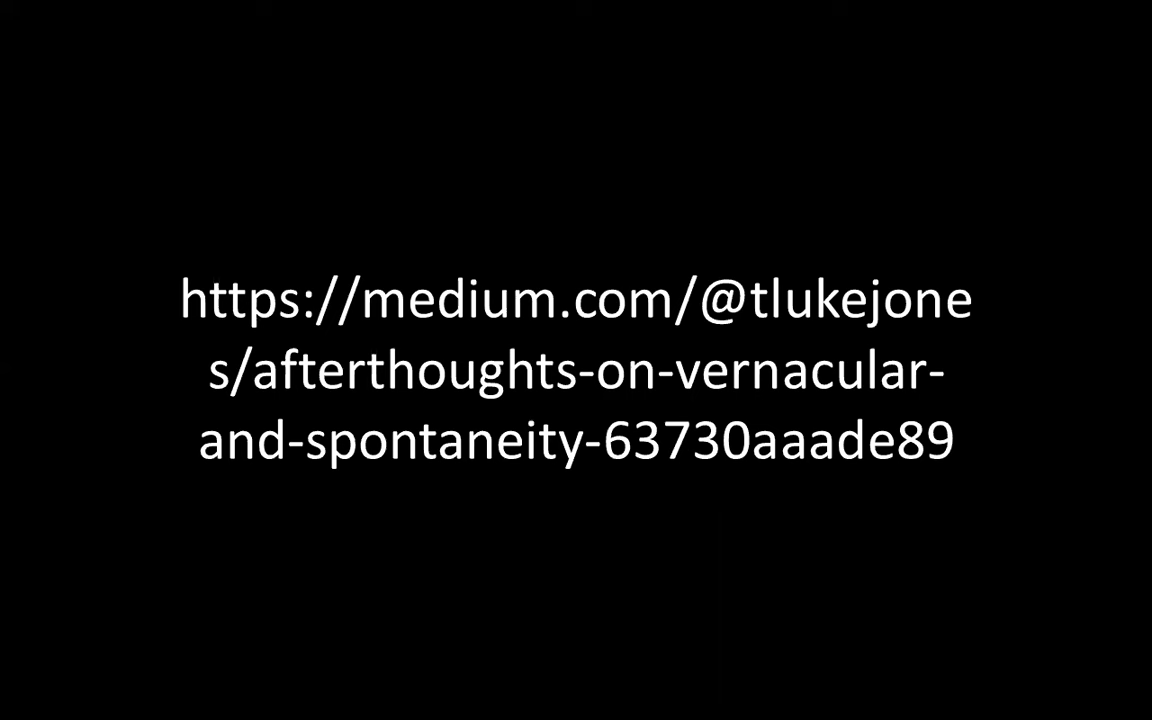 https://medium.com/@tlukejone
s/afterthoughts-on-vernacular-
and-spontaneity-63730aaade89